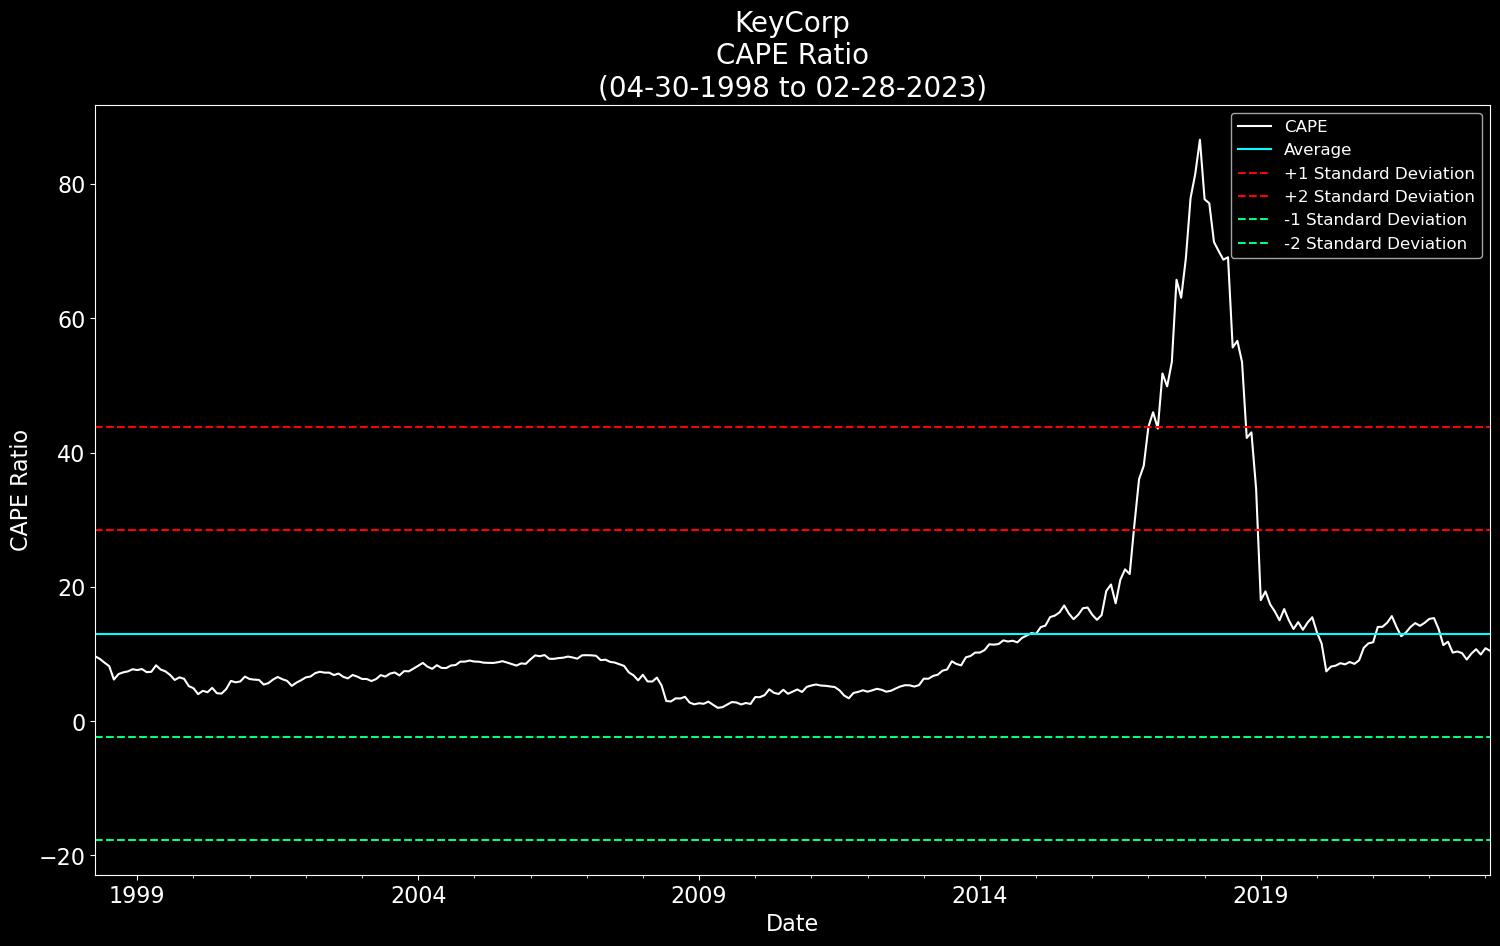 KeyCorp
CAPE Ratio
(04-30-1998 to 02-28-2023)
CAPE
Average
+1 Standard Deviation
+2 Standard Deviation
-1 Standard Deviation
-2 Standard Deviation
CAPE Ratio
80
60
40
20
0
−20
1999
2004
2009
2014
2019
Date